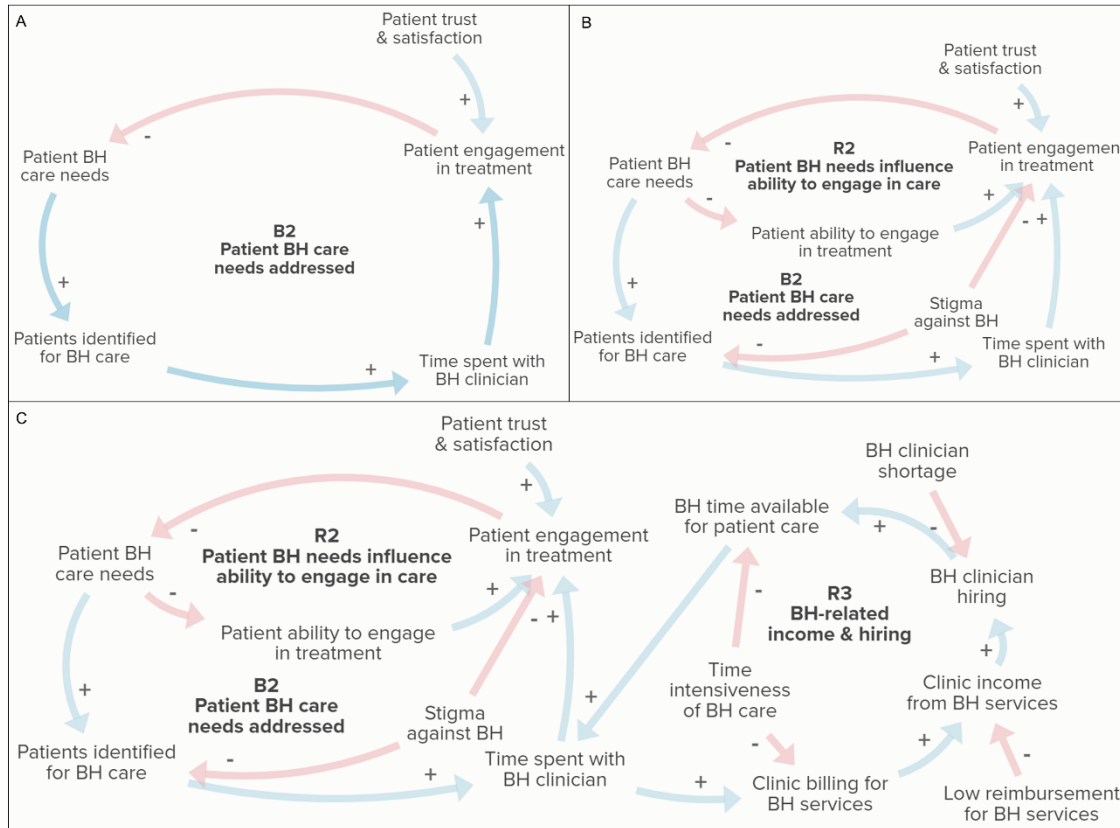 A
Patient trust
& satisfaction
+
-
Patient BH
care needs
Patient engagement
in treatment
+
B2
Patient BH care
needs addressed
+
Patients identified
for BH care
+
Time spent with
BH clinician
B
Patient trust
& satisfaction
+
-
R2
Patient BH needs influence
ability to engage in care
Patient BH
care needs
Patient engagement
in treatment
-
+
Patient ability to engage
in treatment
-
+
B2
Patient BH care
needs addressed
+
Stigma
against BH
Patients identified
for BH care
-
+
Time spent with
BH clinician
C
Patient trust
& satisfaction
+
-
R2
Patient BH needs influence
ability to engage in care
Patient BH
care needs
Patient engagement
in treatment
-
+
Patient ability to engage
in treatment
-
+
B2
Patient BH care
needs addressed
+
Stigma
against BH
Patients identified
for BH care
-
+
Time spent with
BH clinician
+
BH clinician
shortage
BH time available
for patient care
+
-
BH clinician
hiring
-
R3
BH-related
income & hiring
+
Time
intensiveness
of BH care
Clinic income
from BH services
-
+
-
+
Clinic billing for
BH services
Low reimbursement
for BH services